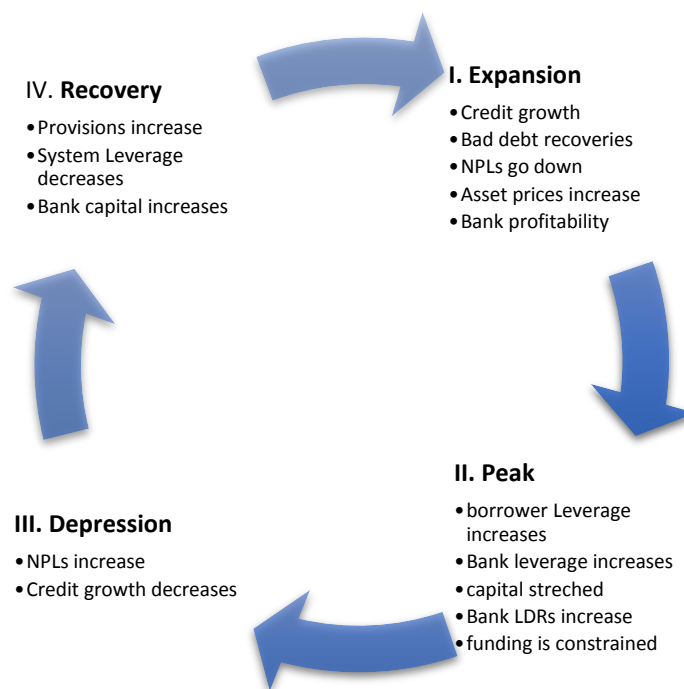 I. Expansion
•Credit growth
•Bad debt recoveries
•NPLs go down
•Asset prices increase
•Bank profitability
II. Peak
•borrower Leverage
increases
•Bank leverage increases
•capital streched
•Bank LDRs increase
•funding is constrained
III. Depression
•NPLs increase
•Credit growth decreases
IV. Recovery
•Provisions increase
•System Leverage
decreases
•Bank capital increases